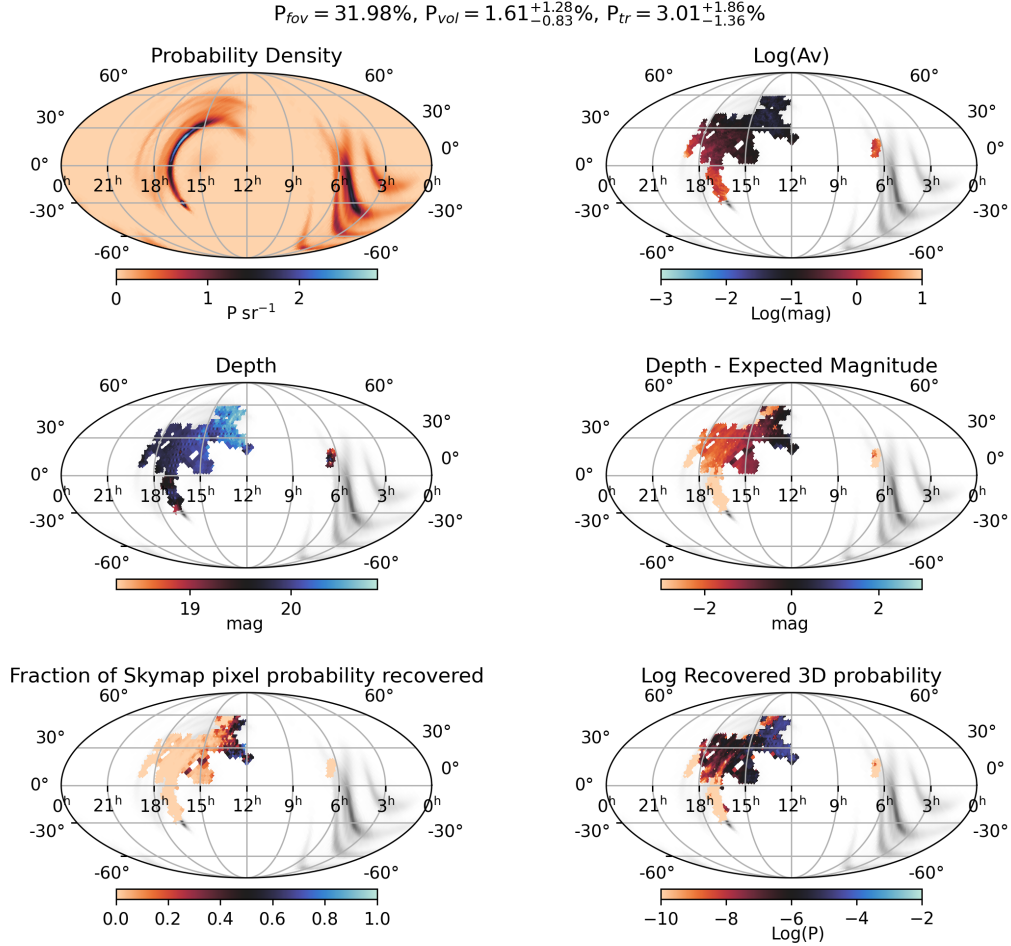 P_fov = 31.98%, P_vol = 1.61^{+1.28}_{−0.83}%, P_tr = 3.01^{+1.86}_{−1.36}%
Probability Density
60° 60°
30° 30°
0° 0°
0ʰ 21ʰ 18ʰ 15ʰ 12ʰ 9ʰ 6ʰ 3ʰ 0ʰ
-30° -30°
-60° -60°
0 1 2
P sr⁻¹
Log(Av)
60° 60°
30° 30°
0° 0°
0ʰ 21ʰ 18ʰ 15ʰ 12ʰ 9ʰ 6ʰ 3ʰ 0ʰ
-30° -30°
-60° -60°
−3 −2 −1 0 1
Log(mag)
Depth
60° 60°
30° 30°
0° 0°
0ʰ 21ʰ 18ʰ 15ʰ 12ʰ 9ʰ 6ʰ 3ʰ 0ʰ
-30° -30°
-60° -60°
19 20
mag
Depth - Expected Magnitude
60° 60°
30° 30°
0° 0°
0ʰ 21ʰ 18ʰ 15ʰ 12ʰ 9ʰ 6ʰ 3ʰ 0ʰ
-30° -30°
-60° -60°
−2 0 2
mag
Fraction of Skymap pixel probability recovered
60° 60°
30° 30°
0° 0°
0ʰ 21ʰ 18ʰ 15ʰ 12ʰ 9ʰ 6ʰ 3ʰ 0ʰ
-30° -30°
-60° -60°
0.0 0.2 0.4 0.6 0.8 1.0
Log Recovered 3D probability
60° 60°
30° 30°
0° 0°
0ʰ 21ʰ 18ʰ 15ʰ 12ʰ 9ʰ 6ʰ 3ʰ 0ʰ
-30° -30°
-60° -60°
−10 −8 −6 −4 −2
Log(P)